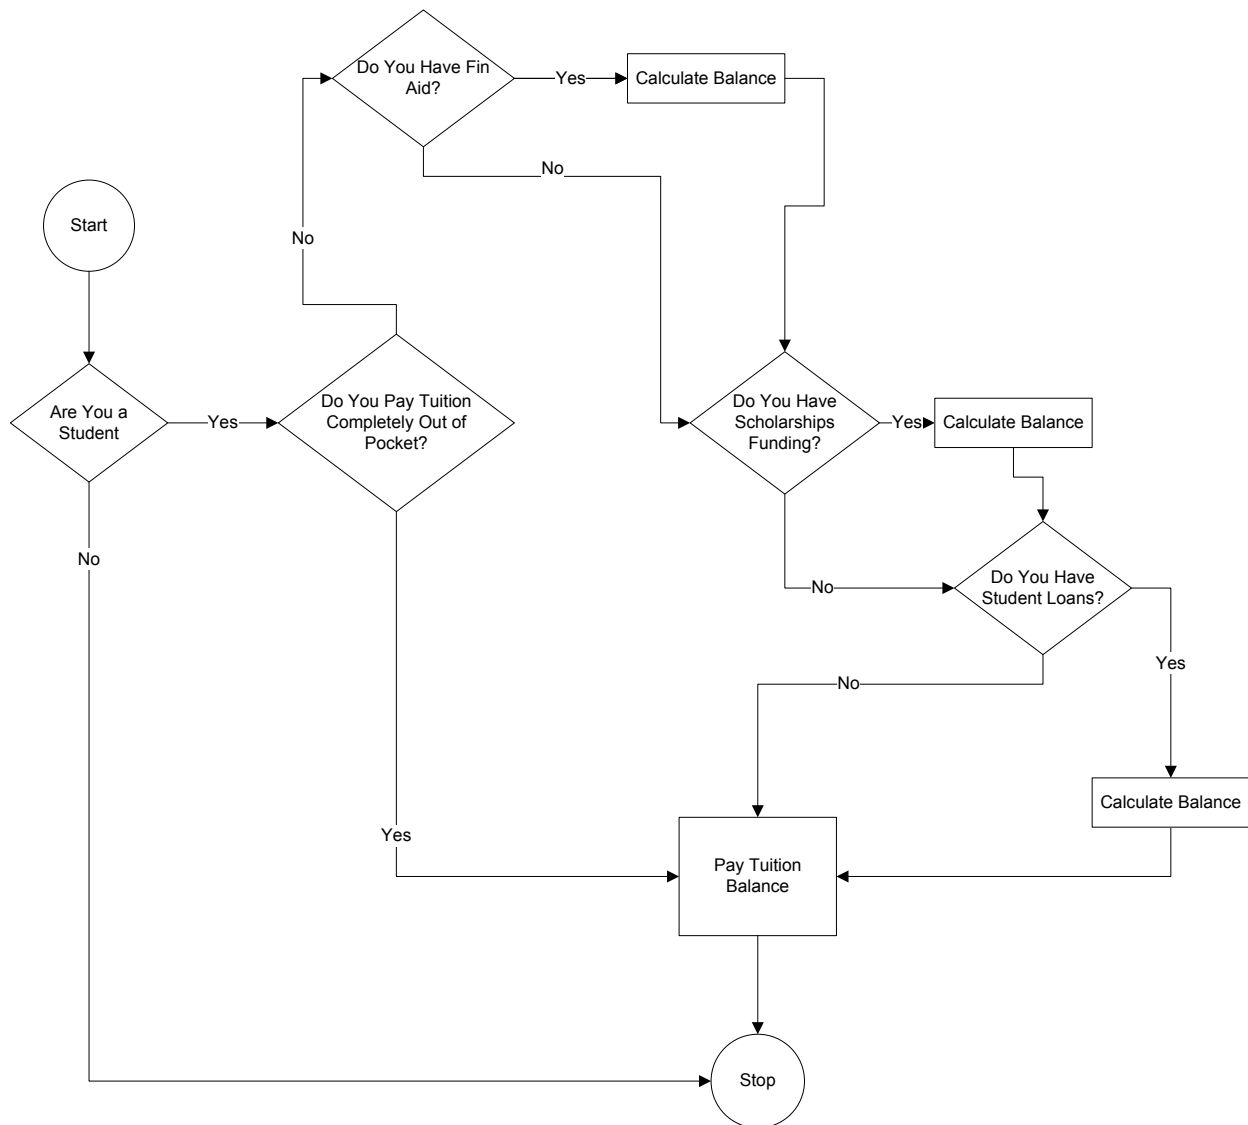 Do You Have Fin
Aid?
Yes
Calculate Balance
No
Start
No
Are You a
Student
Yes
Do You Pay Tuition
Completely Out of
Pocket?
Do You Have
Scholarships
Funding?
Yes
Calculate Balance
No
No
Do You Have
Student Loans?
Yes
No
Calculate Balance
Yes
Pay Tuition
Balance
Stop